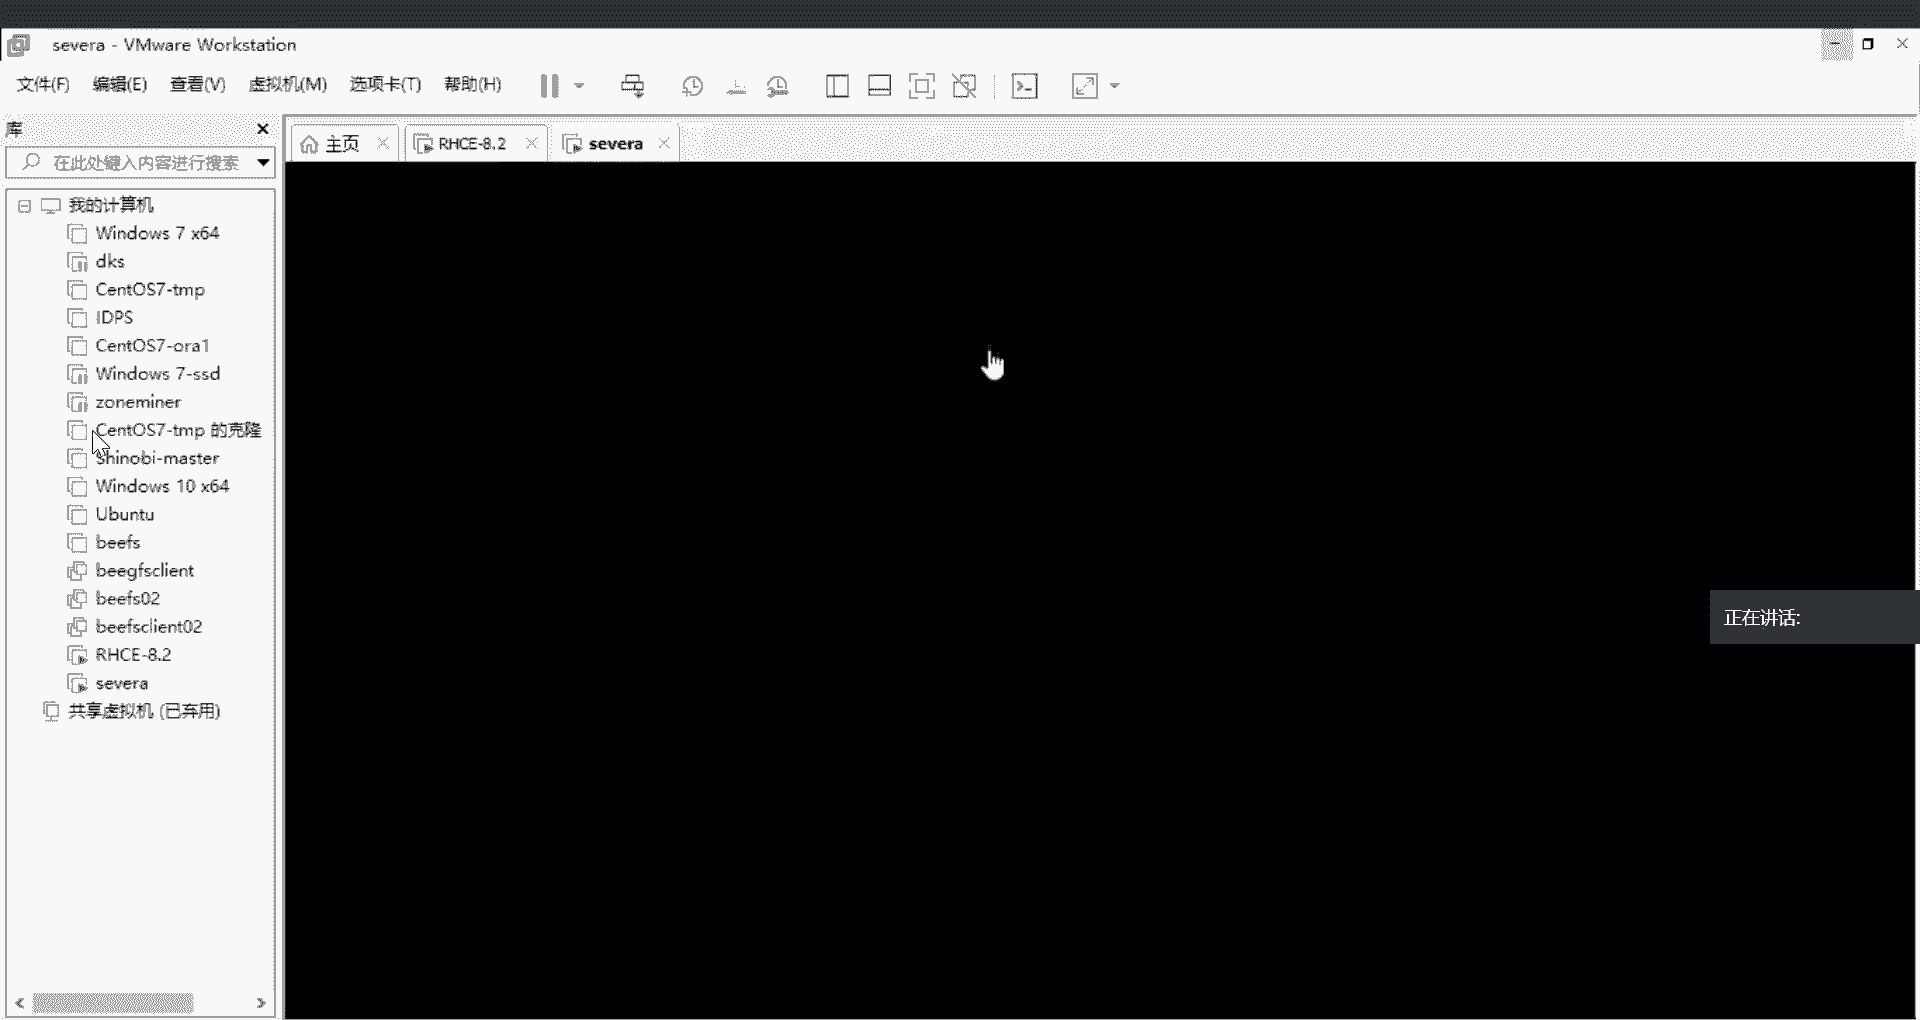 severa - VMware Workstation
文件(F) 编辑(E) 查看(V) 虚拟机(M) 选项卡(T) 帮助(H)
库
在此处键入内容进行搜索
主页 RHCE-8.2 severa
我的计算机
Windows 7 x64
dks
CentOS7-tmp
IDPS
CentOS7-ora1
Windows 7-ssd
zoneminer
CentOS7-tmp 的克隆
Shinobi-master
Windows 10 x64
Ubuntu
beefs
beegfsclient
beefs02
beefsclient02
RHCE-8.2
severa
共享虚拟机 (已弃用)
正在讲话: